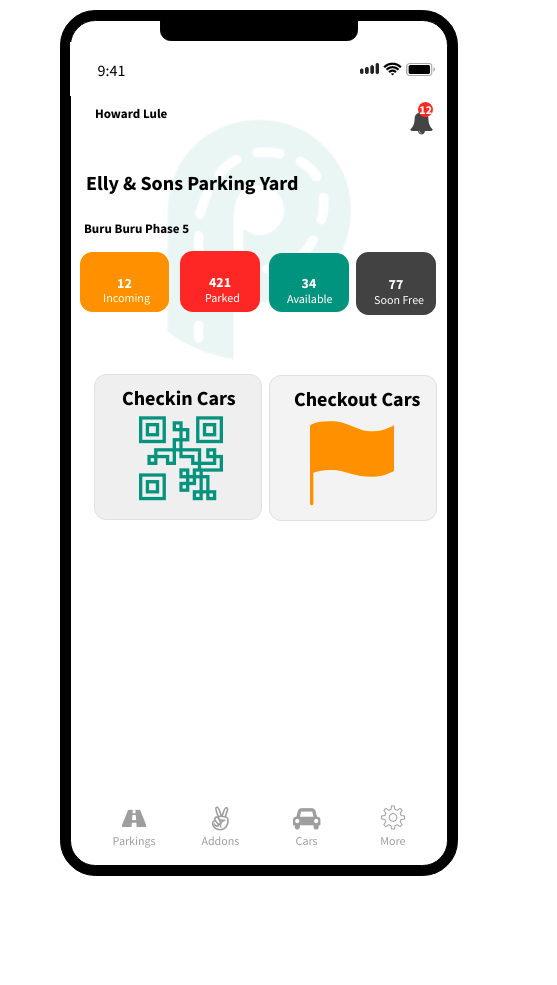 9:41
Howard Lule
12
Elly & Sons Parking Yard
Buru Buru Phase 5
12
Incoming
421
Parked
34
Available
77
Soon Free
Checkin Cars
Checkout Cars
Parkings
Addons
Cars
More